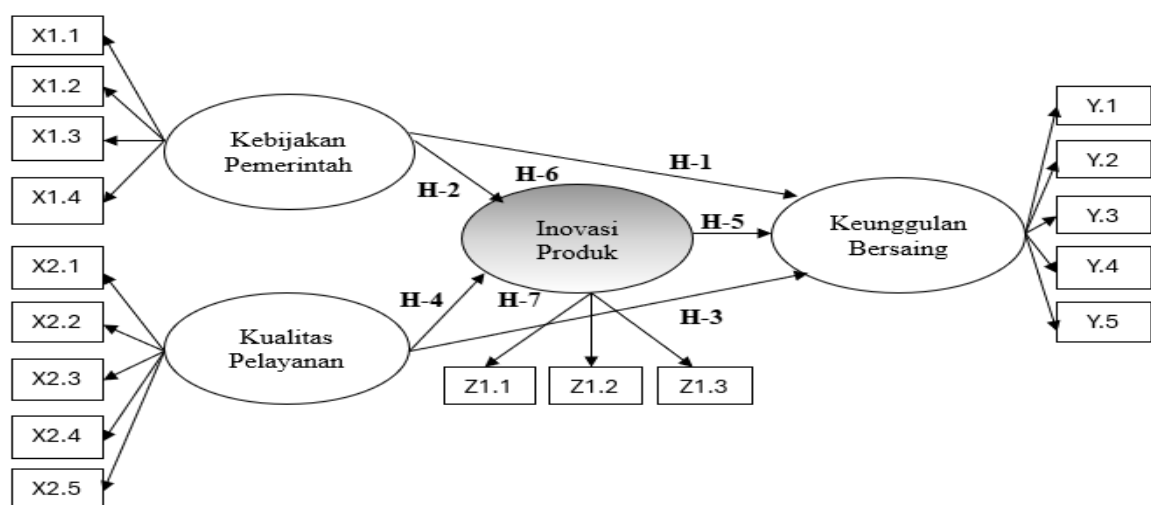 X1.1
X1.2
X1.3
X1.4
Kebijakan
Pemerintah
H-1
H-6
H-2
Inovasi
Produk
H-5
Keunggulan
Bersaing
Y.1
Y.2
Y.3
Y.4
Y.5
X2.1
X2.2
X2.3
X2.4
X2.5
Kualitas
Pelayanan
H-4
H-7
H-3
Z1.1
Z1.2
Z1.3